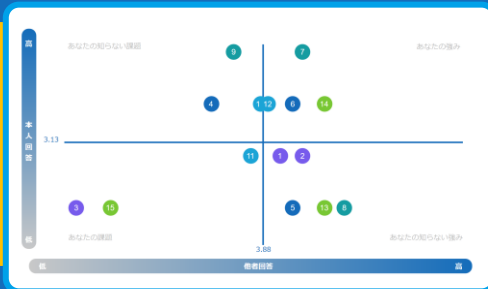 高
あなたの知らない課題
あなたの強み
9
7
4
12
6
14
本人回答
3.13
11
1
2
3
15
5
13
8
低
あなたの課題
あなたの知らない強み
3.88
低
他者回答
高